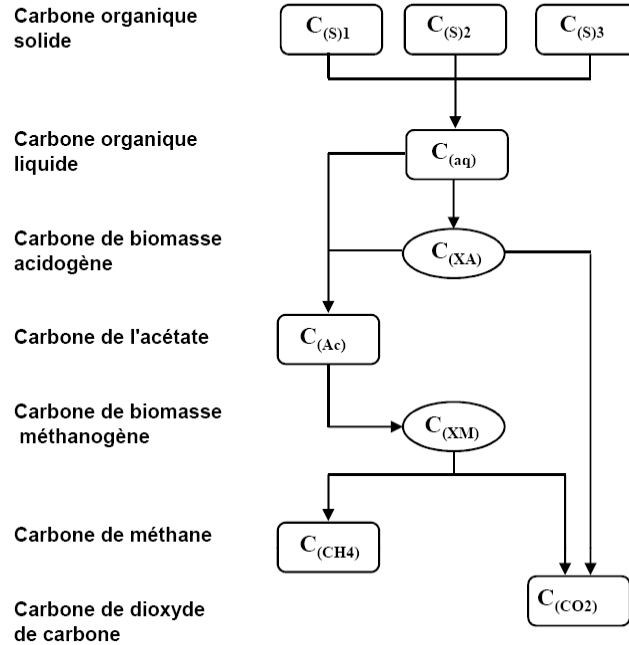 Carbone organique
solide
C(S)1
C(S)2
C(S)3
Carbone organique
liquide
C(aq)
Carbone de biomasse
acidogène
C(XA)
Carbone de l'acétate
C(Ac)
Carbone de biomasse
méthanogène
C(XM)
Carbone de méthane
C(CH4)
Carbone de dioxyde
de carbone
C(CO2)